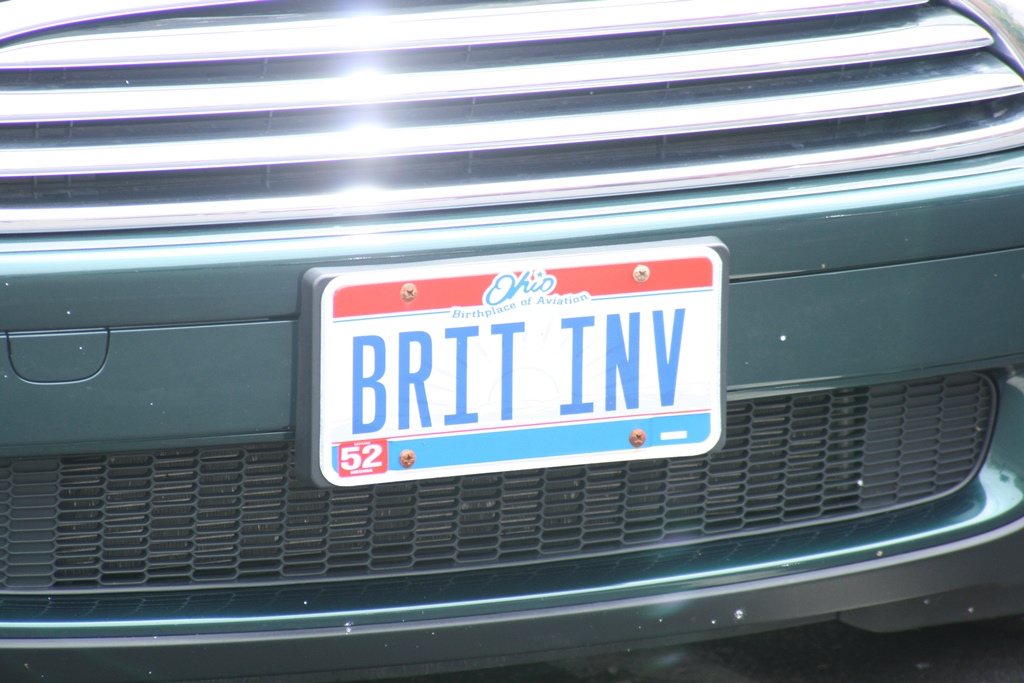 Ohio
Birthplace of Aviation
BRIT INV
52